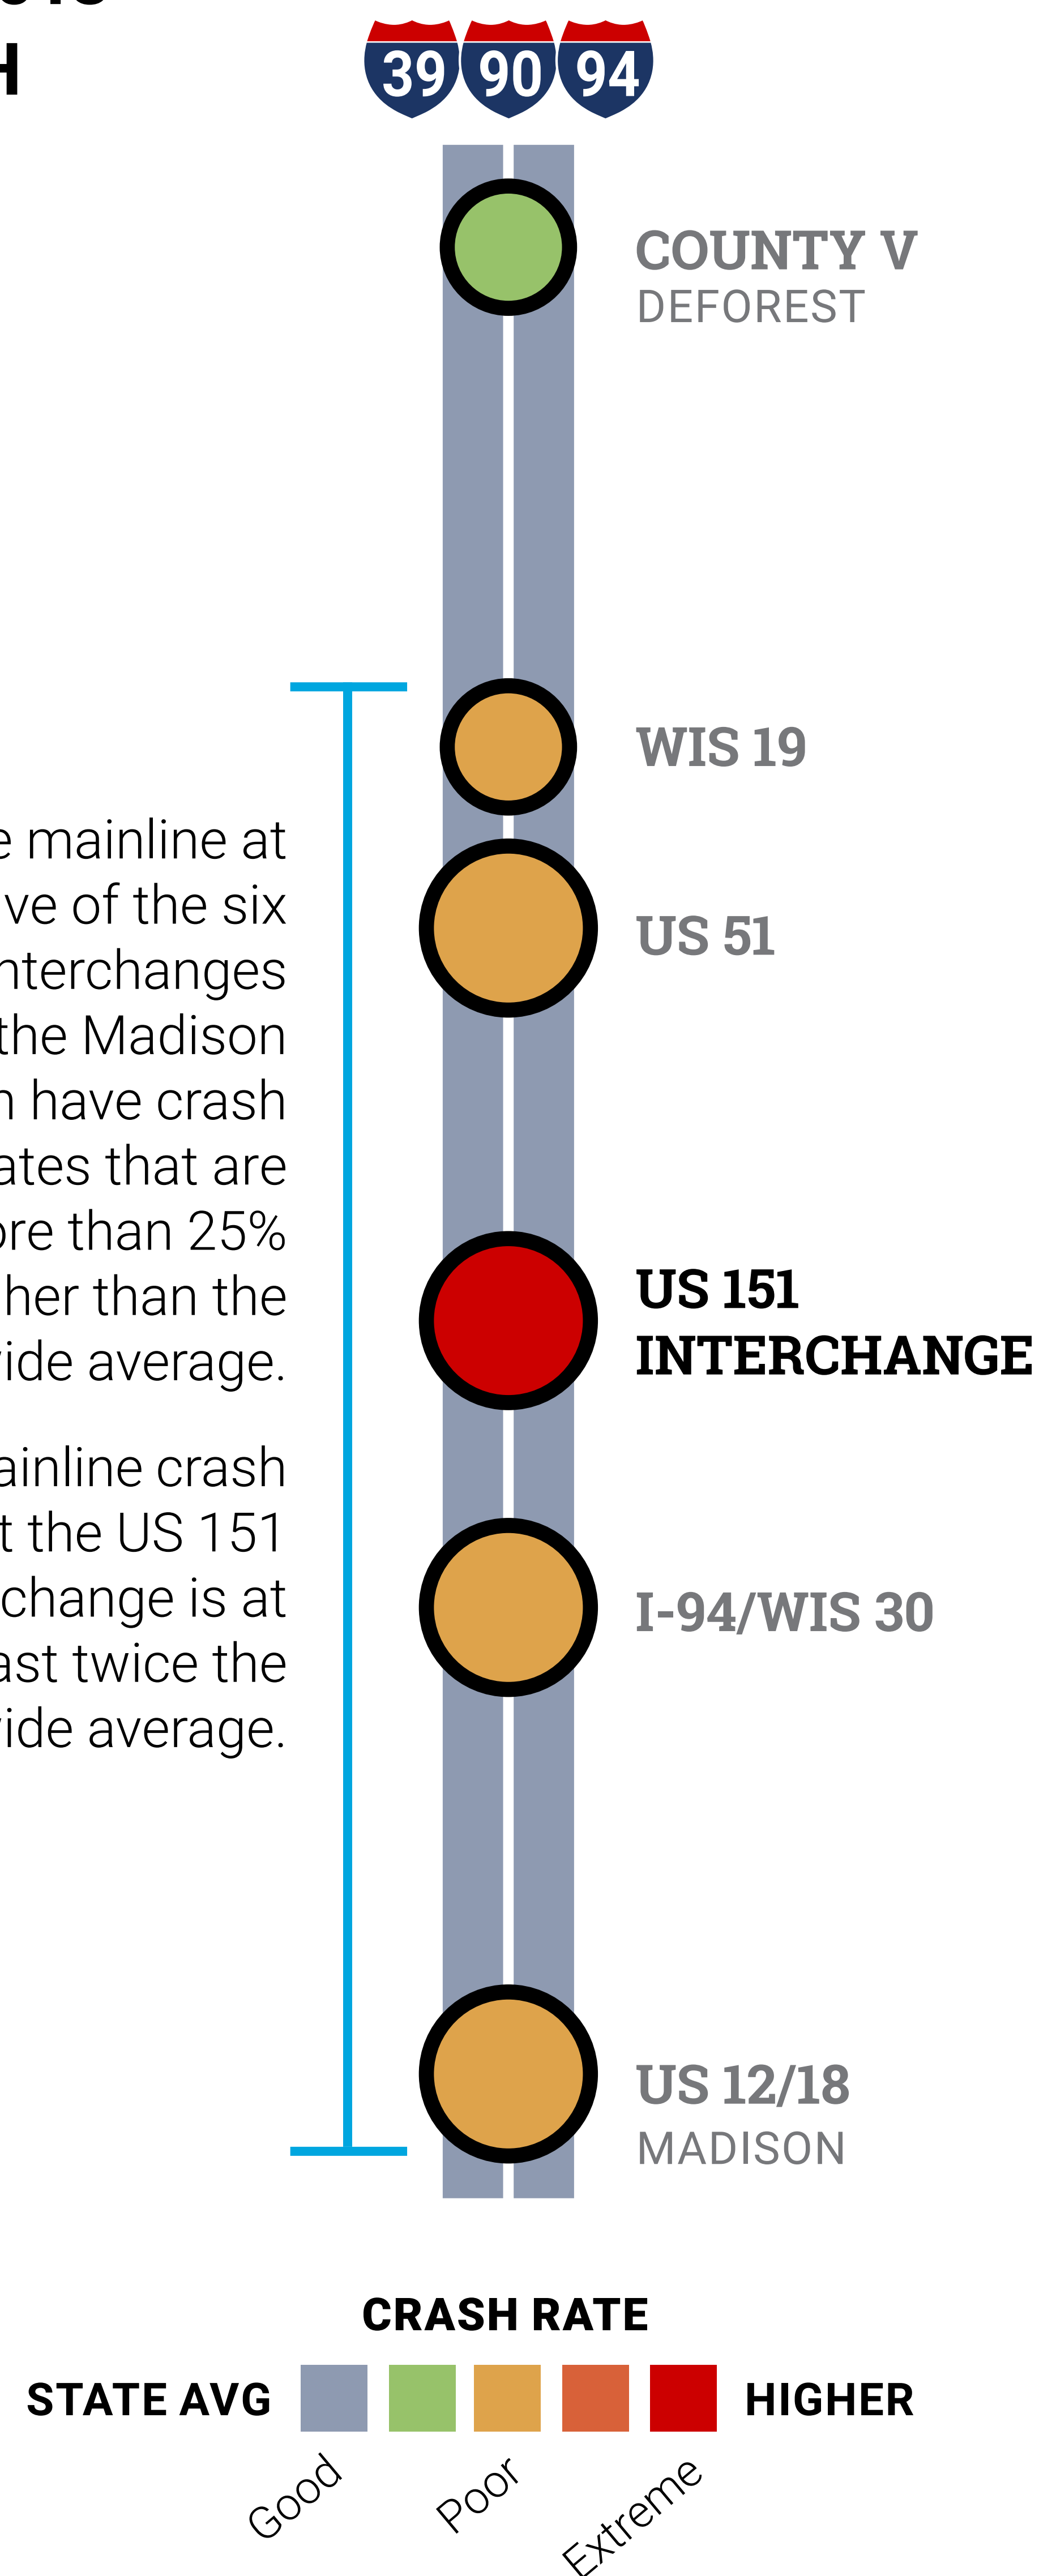 39 90 94
COUNTY V
DEFOREST
WIS 19
US 51
mainline at
of the six
the Madison
have crash
that are
than 25%
than the
average.
US 151
INTERCHANGE
crash
the US 151
is at
twice the
average.
I-94/WIS 30
US 12/18
MADISON
CRASH RATE
STATE AVG
HIGHER
Good
Poor
Extreme